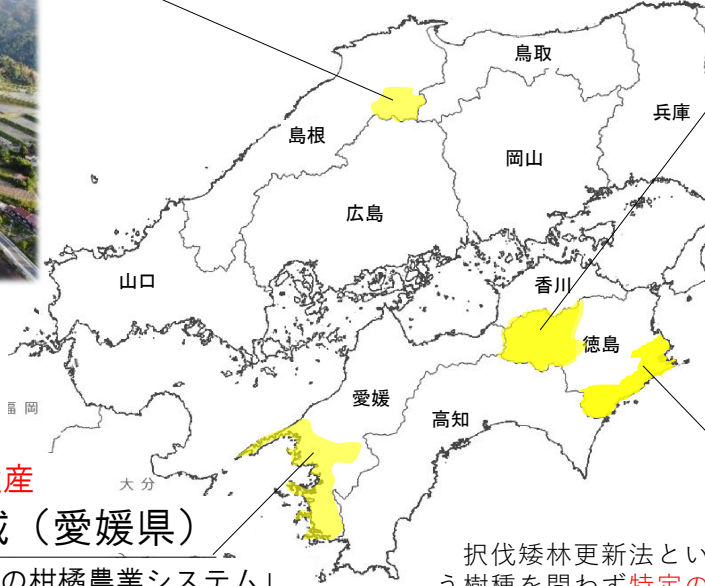 鳥取
兵庫
島根
岡山
広島
山口
香川
徳島
愛媛
高知
福岡
大分
産
（愛媛県）
の柑橘農業システム」
択伐矮林更新法とい
う樹種を問わず特定の